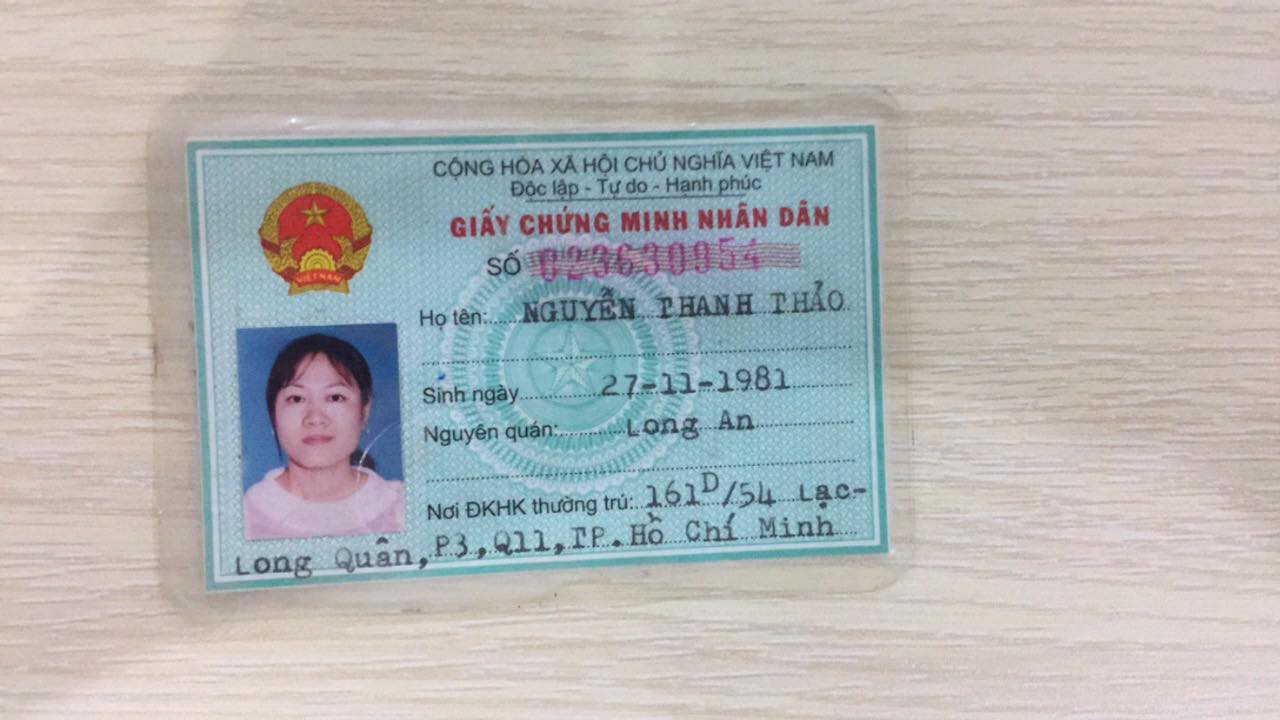 CỘNG HÒA XÃ HỘI CHỦ NGHĨA VIỆT NAM
Độc lập - Tự do - Hạnh phúc
GIẤY CHỨNG MINH NHÂN DÂN
SỐ 023630954
Họ tên: NGUYỄN THANH THẢO
Sinh ngày 27-11-1981
Nguyên quán: Long An
Nơi ĐKHK thường trú: 161D/54 Lạc-
Long Quân, P3, Q11, TP. Hồ Chí Minh
VIỆT NAM